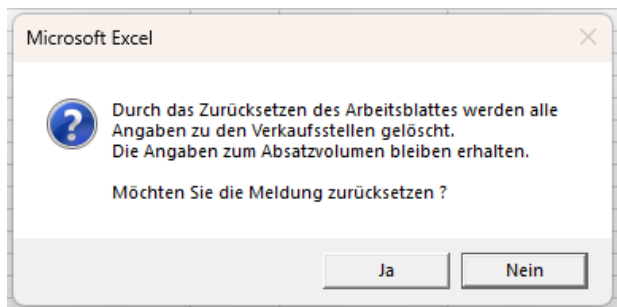 Microsoft Excel
Durch das Zurücksetzen des Arbeitsblattes werden alle
Angaben zu den Verkaufsstellen gelöscht.
Die Angaben zum Absatzvolumen bleiben erhalten.
Möchten Sie die Meldung zurücksetzen ?
Ja
Nein